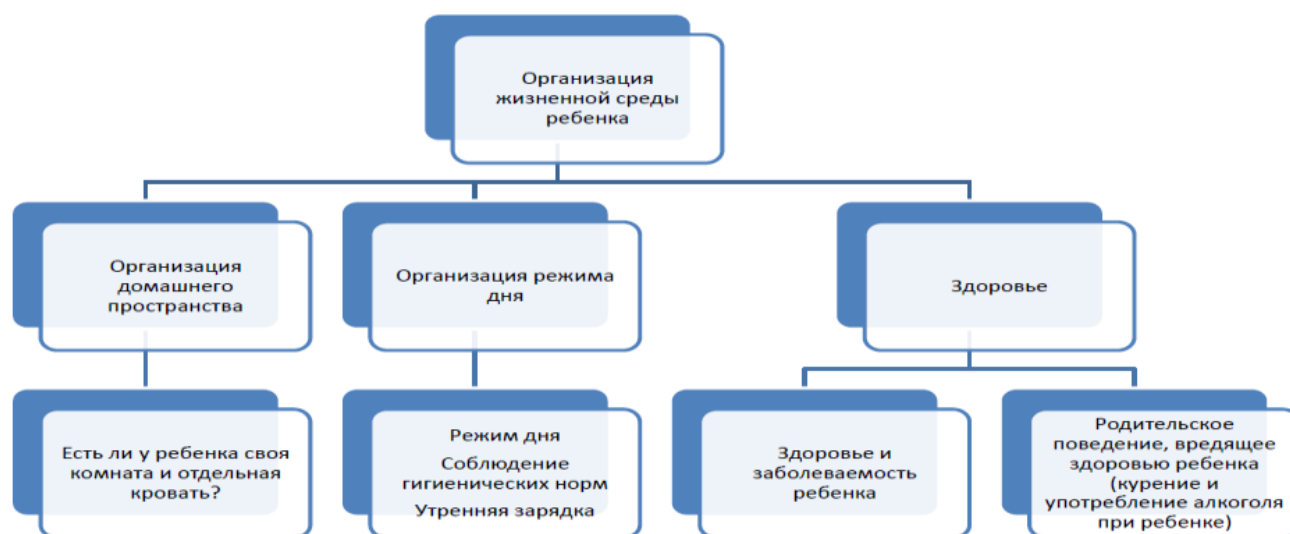 Организация
жизненной среды
ребенка
Организация
домашнего
пространства
Организация режима
дня
Здоровье
Есть ли у ребенка своя
комната и отдельная
кровать?
Режим дня
Соблюдение
гигиенических норм
Утренняя зарядка
Здоровье и
заболеваемость
ребенка
Родительское
поведение, вредящее
здоровью ребенка
(курение и
употребление алкоголя
при ребенке)